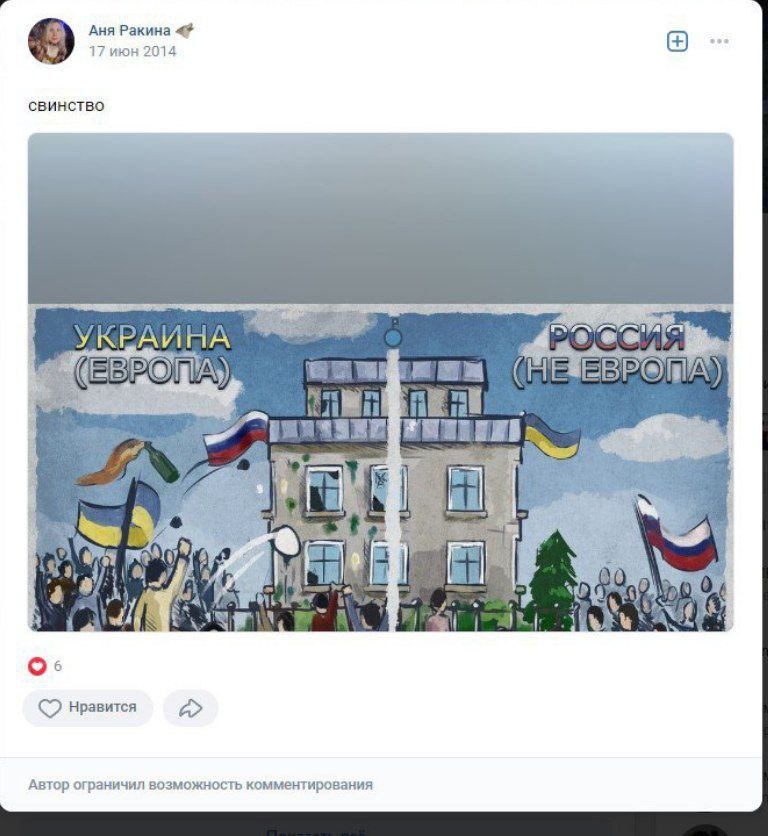 Аня Ракина
17 июн 2014
свинство
УКРАИНА
(ЕВРОПА)
РОССИЯ
(НЕ ЕВРОПА)
6
Нравится
Автор ограничил возможность комментирования